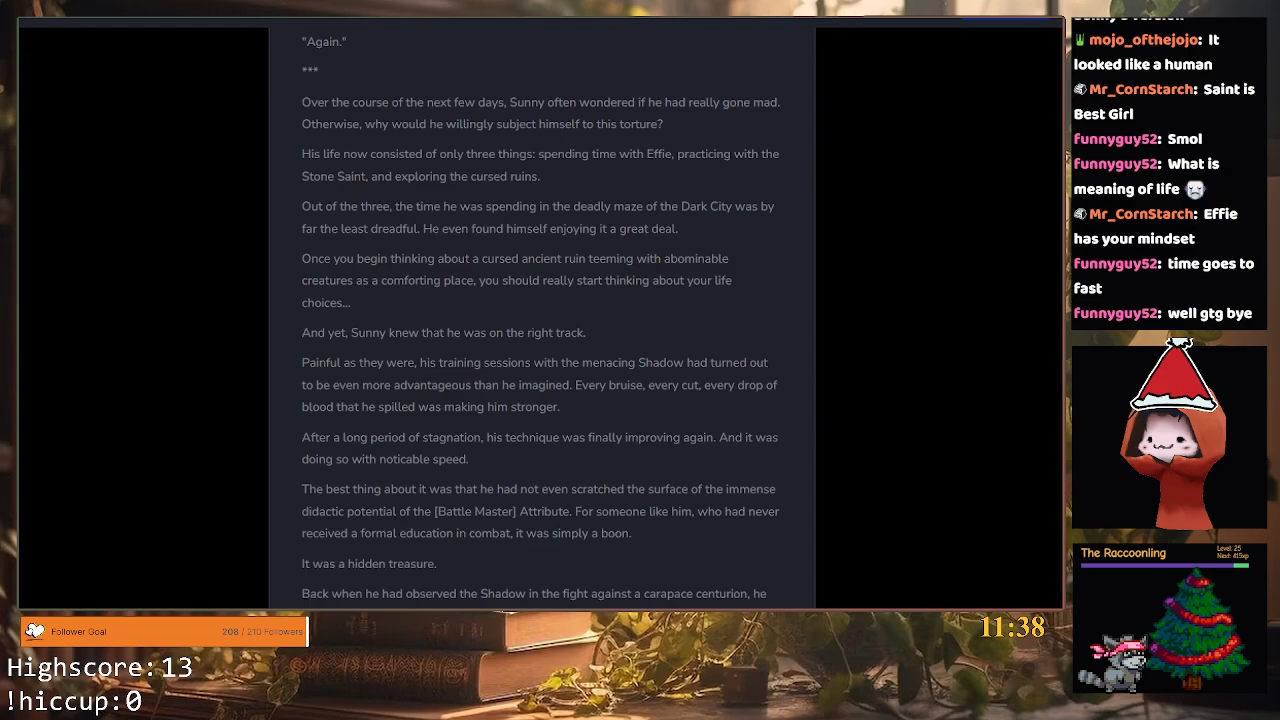 "Again."
***
Over the course of the next few days, Sunny often wondered if he had really gone mad.
Otherwise, why would he willingly subject himself to this torture?
His life now consisted of only three things: spending time with Effie, practicing with the
Stone Saint, and exploring the cursed ruins.
Out of the three, the time he was spending in the deadly maze of the Dark City was by
far the least dreadful. He even found himself enjoying it a great deal.
Once you begin thinking about a cursed ancient ruin teeming with abominable
creatures as a comforting place, you should really start thinking about your life
choices...
And yet, Sunny knew that he was on the right track.
Painful as they were, his training sessions with the menacing Shadow had turned out
to be even more advantageous than he imagined. Every bruise, every cut, every drop of
blood that he spilled was making him stronger.
After a long period of stagnation, his technique was finally improving again. And it was
doing so with noticable speed.
The best thing about it was that he had not even scratched the surface of the immense
didactic potential of the [Battle Master] Attribute. For someone like him, who had never
received a formal education in combat, it was simply a boon.
It was a hidden treasure.
Back when he had observed the Shadow in the fight against a carapace centurion, he
mojo_ofthejojo: It
looked like a human
Mr_CornStarch: Saint is
Best Girl
funnyguy52: Smol
funnyguy52: What is
meaning of life
Mr_CornStarch: Effie
has your mindset
funnyguy52: time goes to
fast
funnyguy52: well gtg bye
The Raccoonling
Level: 25
Next: 415xp
Follower Goal
208 / 210 Followers
11:38
Highscore:13
!hiccup:0